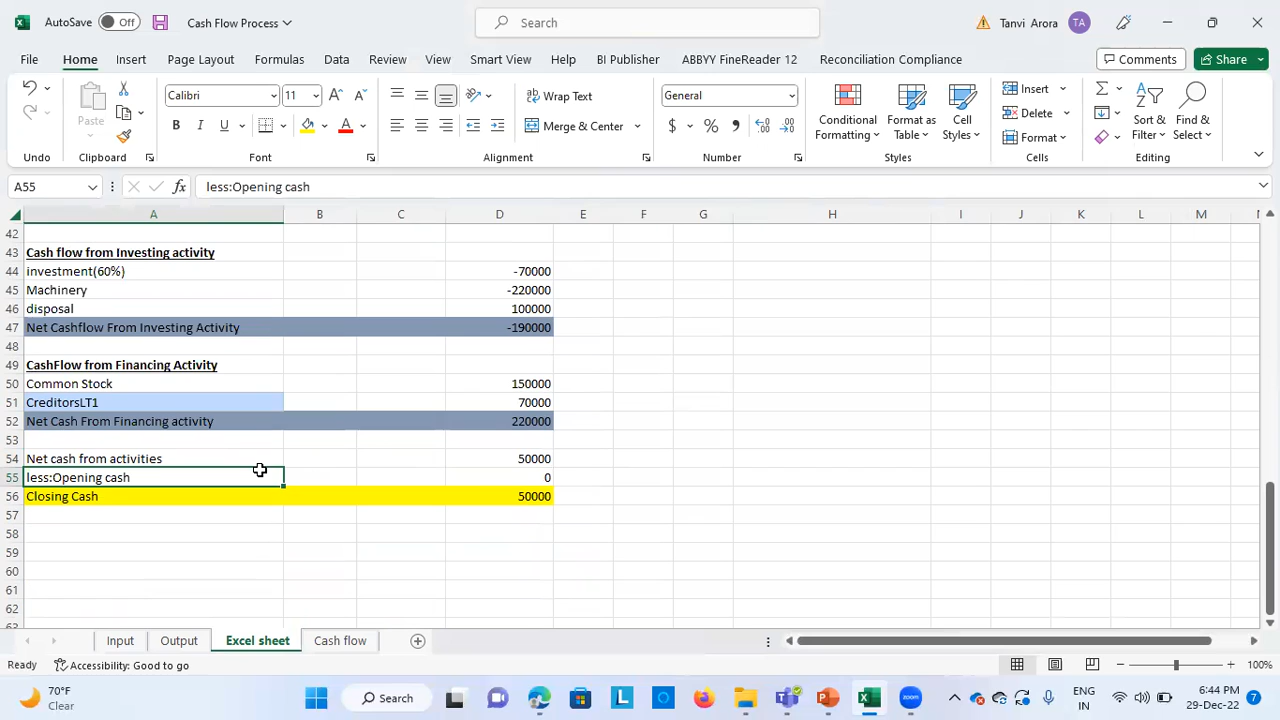 AutoSave Off Cash Flow Process Search Tanvi Arora TA
File Home Insert Page Layout Formulas Data Review View Smart View Help BI Publisher ABBYY FineReader 12 Reconciliation Compliance Comments Share
Paste Calibri 11 Wrap Text General Conditional Formatting Format as Table Cell Styles Insert Sort & Filter Find & Select
B I U A Merge & Center $ % Delete
Format
Undo Clipboard Font Alignment Number Styles Cells Editing
A55 fx less:Opening cash
A B C D E F G H I J K L M
42
43 Cash flow from Investing activity
44 investment(60%) -70000
45 Machinery -220000
46 disposal 100000
47 Net Cashflow From Investing Activity -190000
48
49 CashFlow from Financing Activity
50 Common Stock 150000
51 CreditorsLT1 70000
52 Net Cash From Financing activity 220000
53
54 Net cash from activities 50000
55 less:Opening cash 0
56 Closing Cash 50000
57
58
59
60
61
62
Input Output Excel sheet Cash flow
Ready Accessibility: Good to go 100%
70°F Clear Search ENG IN 6:44 PM 29-Dec-22 7